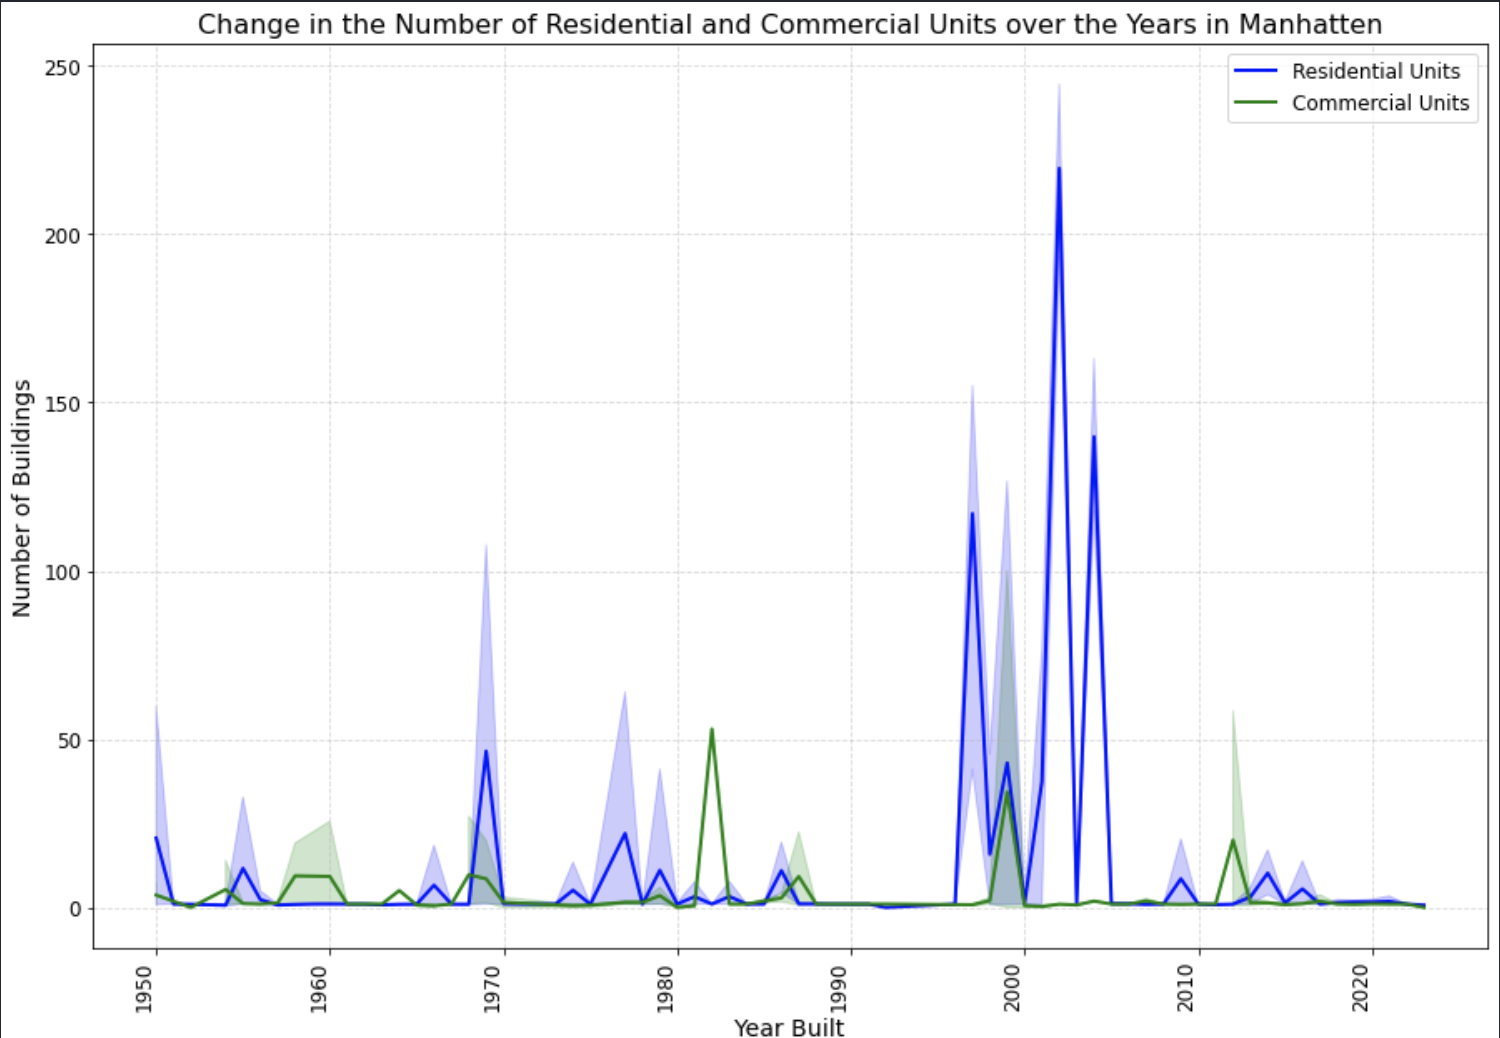 Change in the Number of Residential and Commercial Units over the Years in Manhatten
Residential Units
Commercial Units
Number of Buildings
250
200
150
100
50
0
1950
1960
1970
1980
1990
2000
2010
2020
Year Built